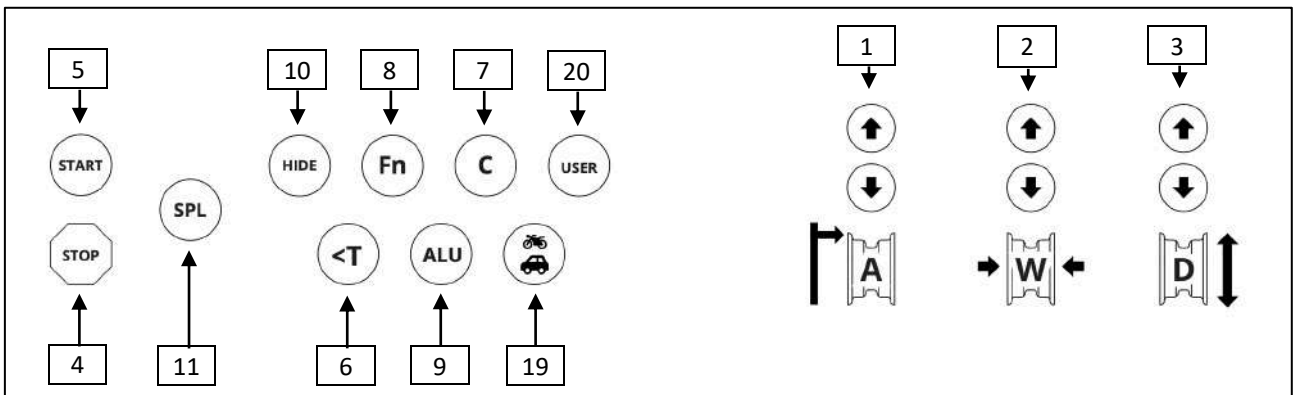 1 2 3
5 10 8 7 20
START HIDE Fn C USER
SPL
STOP <T ALU A W D
4 11 6 9 19